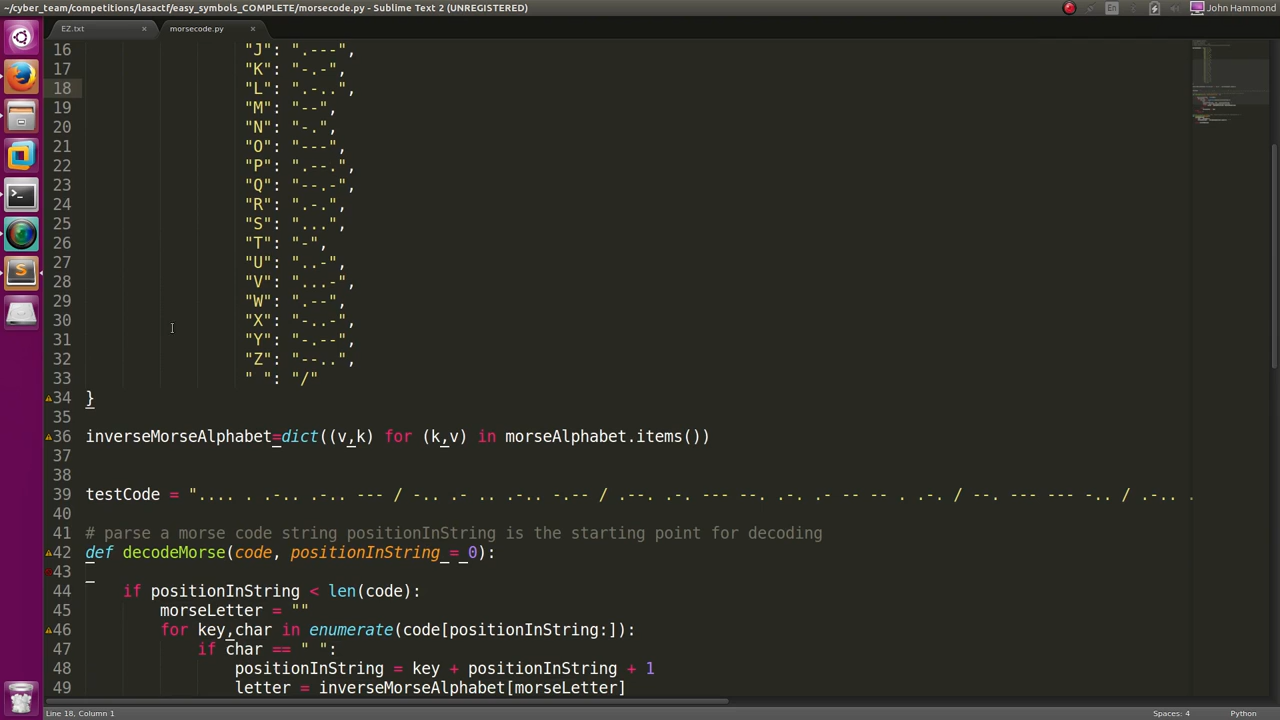 ~/cyber_team/competitions/lasactf/easy_symbols_COMPLETE/morsecode.py - Sublime Text 2 (UNREGISTERED)
En
John Hammond
EZ.txt
morsecode.py
16 "J": ".---",
17 "K": "-.-",
18 "L": ".-..",
19 "M": "--",
20 "N": "-.",
21 "O": "---",
22 "P": ".--.",
23 "Q": "--.-",
24 "R": ".-.",
25 "S": "...",
26 "T": "-",
27 "U": "..-",
28 "V": "...-",
29 "W": ".--",
30 "X": "-..-",
31 "Y": "-.--",
32 "Z": "--..",
33 " ": "/"
34 }
35
36 inverseMorseAlphabet=dict((v,k) for (k,v) in morseAlphabet.items())
37
38
39 testCode = ".... . .-.. .-.. --- / -.. .- .. .-.. -.-- / .--. .-. --- --. .-. .- -- -- . .-. / --. --- --- -.. / .-.. .
40
41 # parse a morse code string positionInString is the starting point for decoding
42 def decodeMorse(code, positionInString = 0):
43
44 if positionInString < len(code):
45 morseLetter = ""
46 for key,char in enumerate(code[positionInString:]):
47 if char == " ":
48 positionInString = key + positionInString + 1
49 letter = inverseMorseAlphabet[morseLetter]
Line 18, Column 1
Spaces: 4
Python